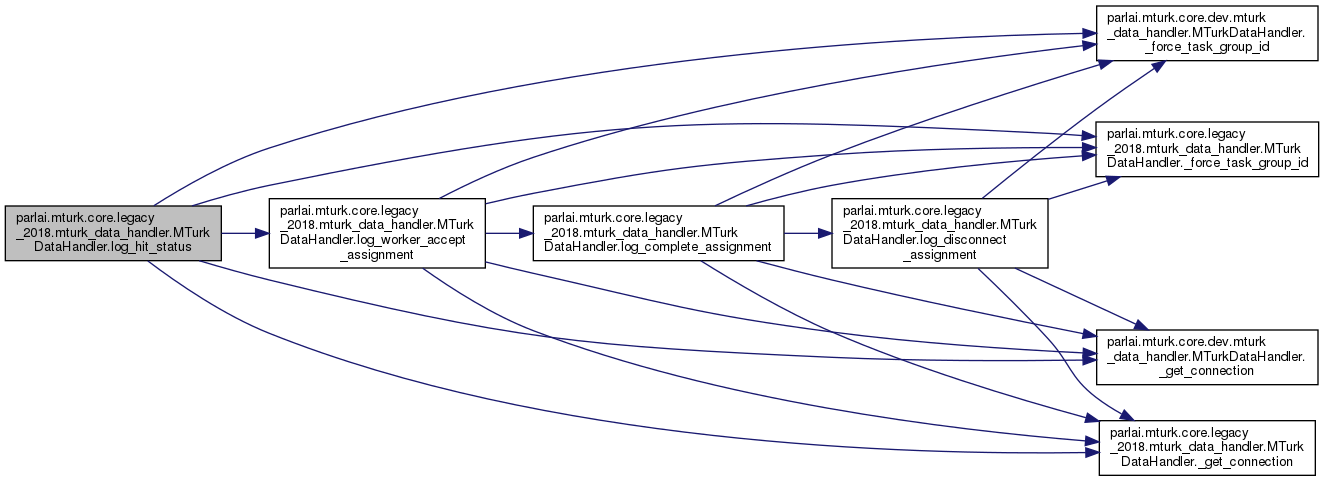 parlai.mturk.core.dev.mturk
_data_handler.MTurkDataHandler.
_force_task_group_id
parlai.mturk.core.legacy
_2018.mturk_data_handler.MTurk
DataHandler._force_task_group_id
parlai.mturk.core.legacy
_2018.mturk_data_handler.MTurk
DataHandler.log_hit_status
parlai.mturk.core.legacy
_2018.mturk_data_handler.MTurk
DataHandler.log_worker_accept
_assignment
parlai.mturk.core.legacy
_2018.mturk_data_handler.MTurk
DataHandler.log_complete_assignment
parlai.mturk.core.legacy
_2018.mturk_data_handler.MTurk
DataHandler.log_disconnect
_assignment
parlai.mturk.core.dev.mturk
_data_handler.MTurkDataHandler.
_get_connection
parlai.mturk.core.legacy
_2018.mturk_data_handler.MTurk
DataHandler._get_connection